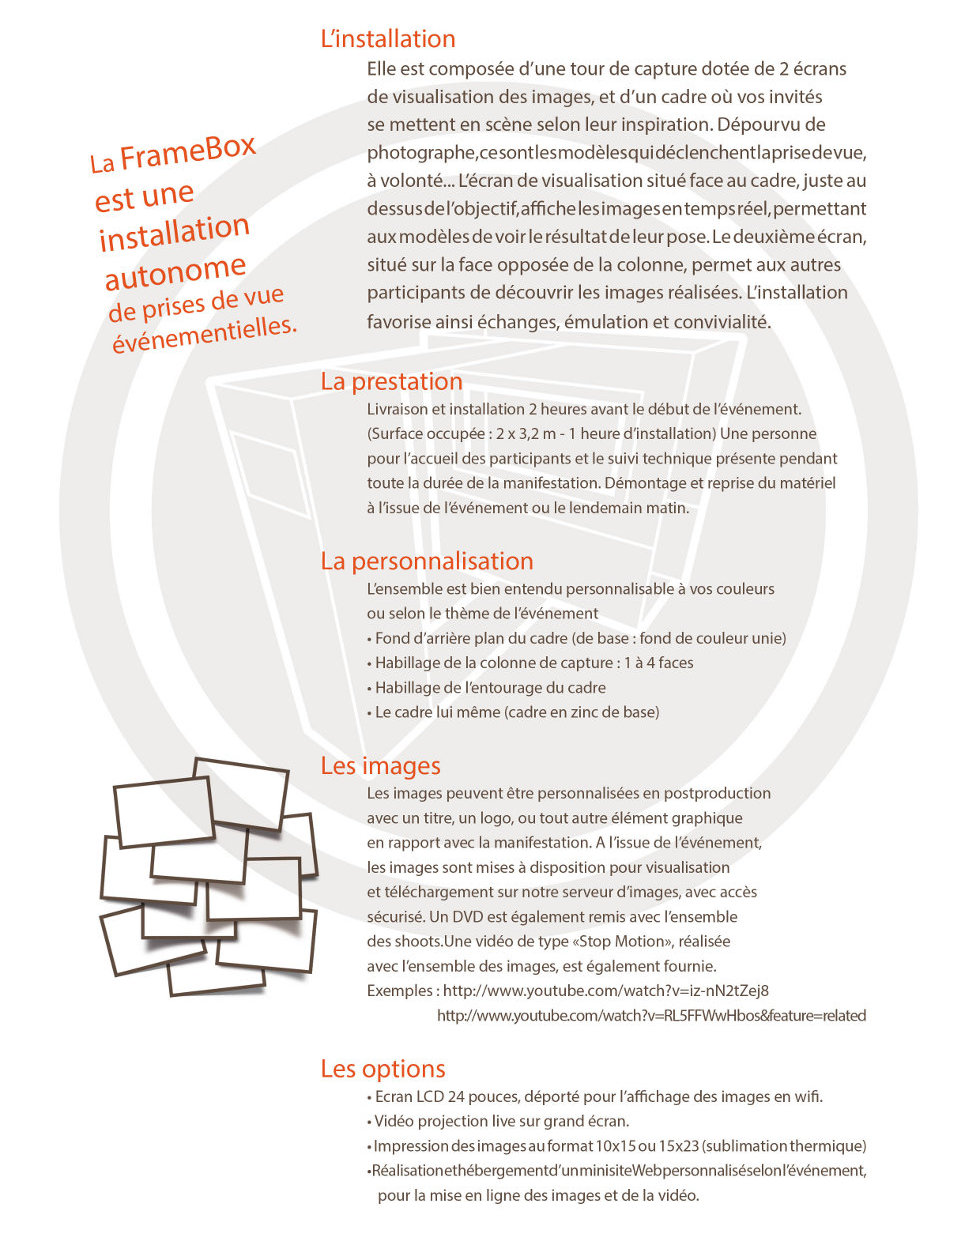 La FrameBox
est une
installation
autonome
de prises de vue
événementielles.
L'installation
Elle est composée d'une tour de capture dotée de 2 écrans
de visualisation des images, et d'un cadre où vos invités
se mettent en scène selon leur inspiration. Dépourvu de
photographe, ce sont les modèles qui déclenchent la prise de vue,
à volonté... L'écran de visualisation situé face au cadre, juste au
dessus de l'objectif, affiche les images en temps réel, permettant
aux modèles de voir le résultat de leur pose. Le deuxième écran,
situé sur la face opposée de la colonne, permet aux autres
participants de découvrir les images réalisées. L'installation
favorise ainsi échanges, émulation et convivialité.
La prestation
Livraison et installation 2 heures avant le début de l'événement.
(Surface occupée : 2 x 3,2 m - 1 heure d'installation) Une personne
pour l'accueil des participants et le suivi technique présente pendant
toute la durée de la manifestation. Démontage et reprise du matériel
à l'issue de l'événement ou le lendemain matin.
La personnalisation
L'ensemble est bien entendu personnalisable à vos couleurs
ou selon le thème de l'événement
• Fond d'arrière plan du cadre (de base : fond de couleur unie)
• Habillage de la colonne de capture : 1 à 4 faces
• Habillage de l'entourage du cadre
• Le cadre lui même (cadre en zinc de base)
Les images
Les images peuvent être personnalisées en postproduction
avec un titre, un logo, ou tout autre élément graphique
en rapport avec la manifestation. A l'issue de l'événement,
les images sont mises à disposition pour visualisation
et téléchargement sur notre serveur d'images, avec accès
sécurisé. Un DVD est également remis avec l'ensemble
des shoots.Une vidéo de type «Stop Motion», réalisée
avec l'ensemble des images, est également fournie.
Exemples : http://www.youtube.com/watch?v=iz-nN2tZej8
http://www.youtube.com/watch?v=RL5FFWwHbos&feature=related
Les options
• Ecran LCD 24 pouces, déporté pour l'affichage des images en wifi.
• Vidéo projection live sur grand écran.
• Impression des images au format 10x15 ou 15x23 (sublimation thermique)
• Réalisation et hébergement d'un minisite Web personnalisé selon l'événement,
pour la mise en ligne des images et de la vidéo.